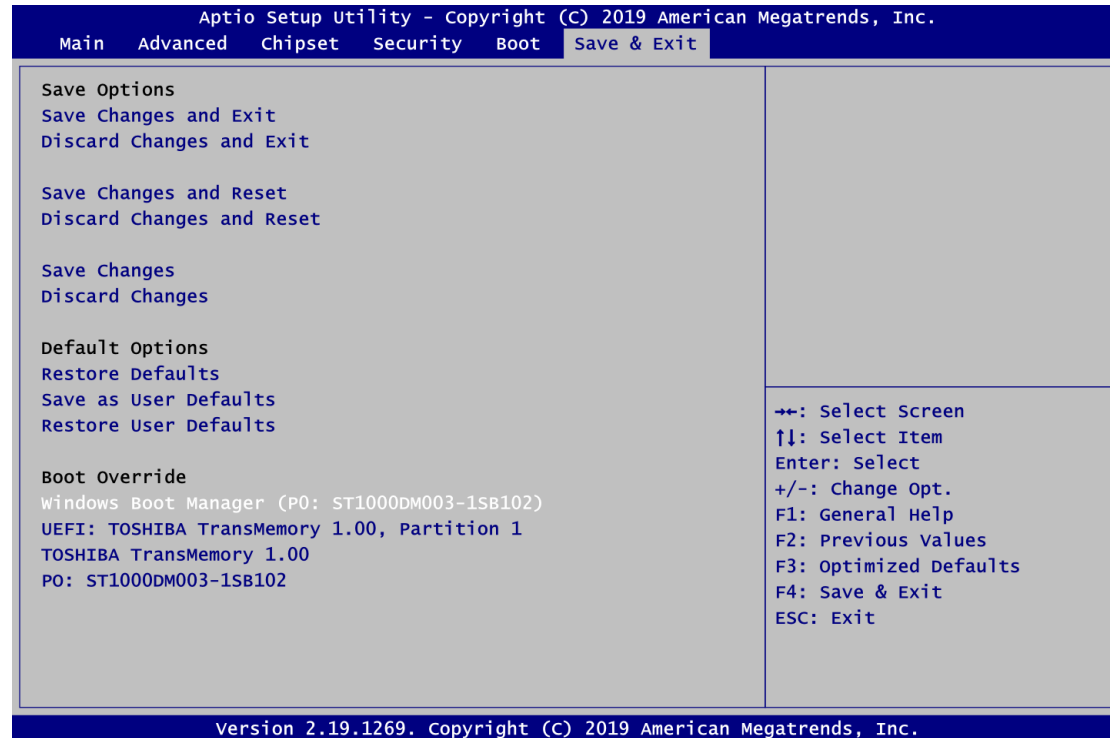 Aptio Setup Utility – Copyright (C) 2019 American Megatrends, Inc.
Main Advanced Chipset Security Boot Save & Exit
Save Options
Save Changes and Exit
Discard Changes and Exit
Save Changes and Reset
Discard Changes and Reset
Save Changes
Discard Changes
Default Options
Restore Defaults
Save as User Defaults
Restore User Defaults
Boot Override
Windows Boot Manager (P0: ST1000DM003-1SB102)
UEFI: TOSHIBA TransMemory 1.00, Partition 1
TOSHIBA TransMemory 1.00
PO: ST1000DM003-1SB102
→←: Select Screen
↑↓: Select Item
Enter: Select
+/-: Change Opt.
F1: General Help
F2: Previous Values
F3: Optimized Defaults
F4: Save & Exit
ESC: Exit
Version 2.19.1269. Copyright (C) 2019 American Megatrends, Inc.